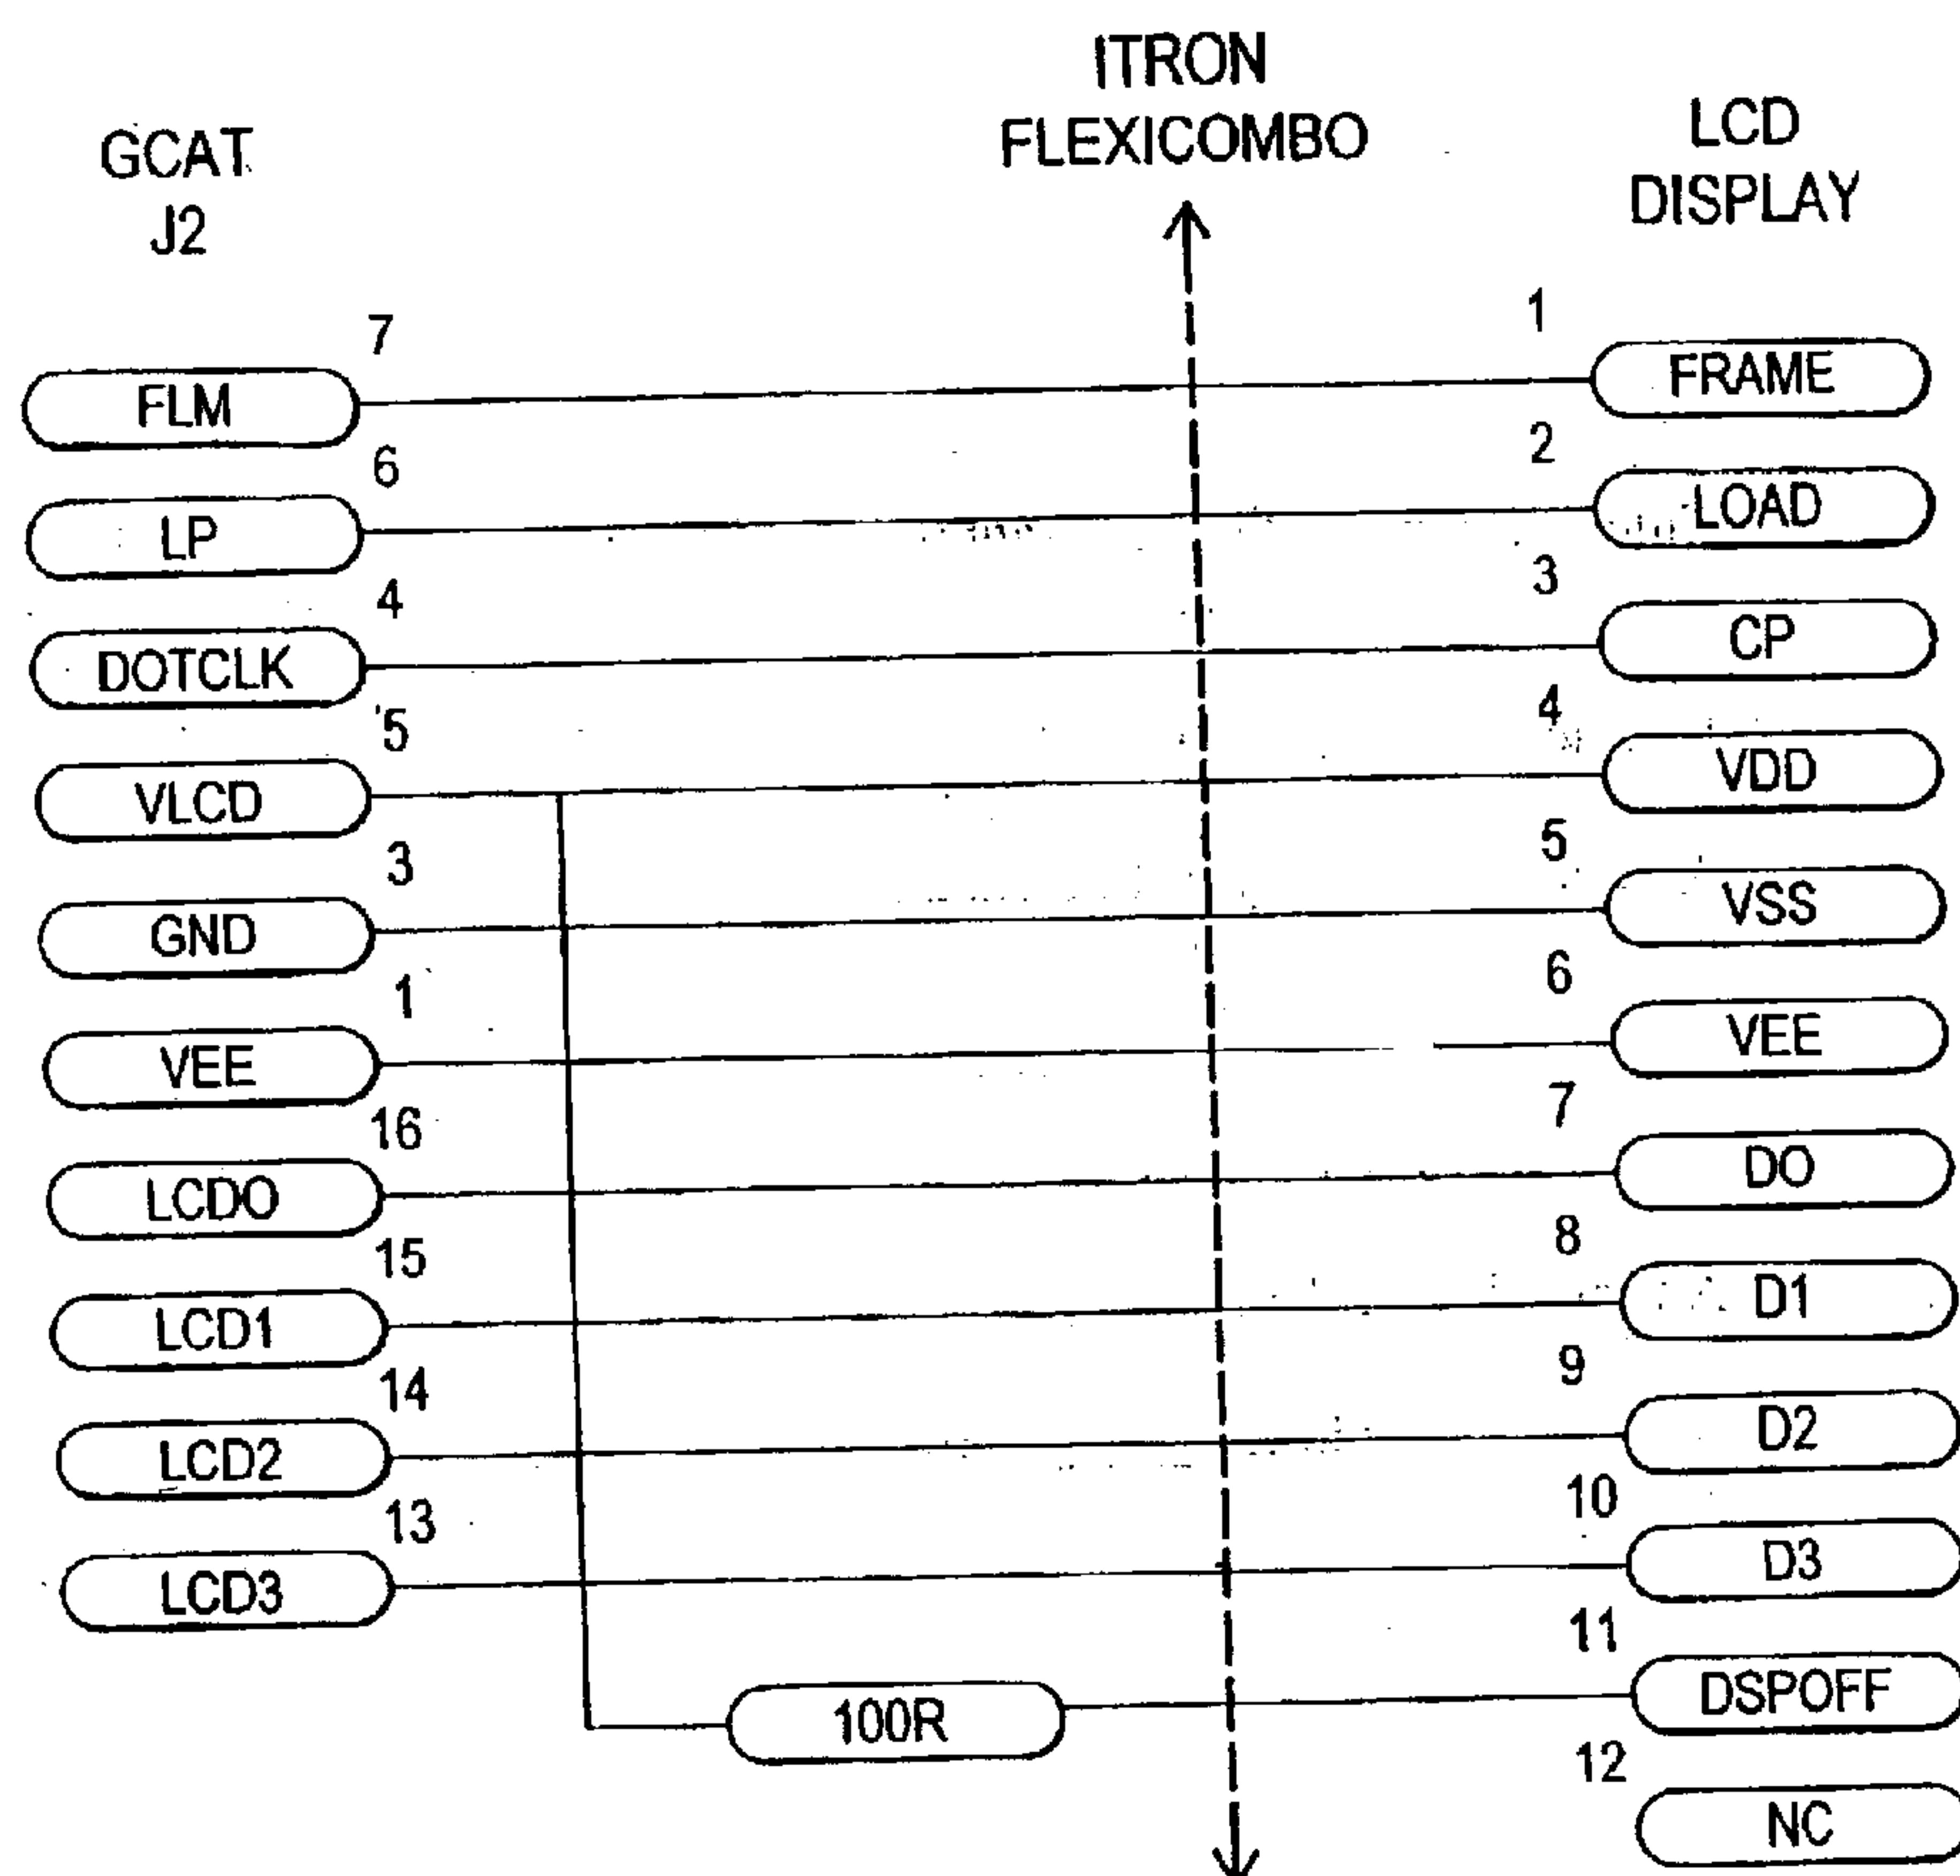 ITRON
FLEXICOMBO
GCAT
J2
LCD
DISPLAY
7
1
FLM
FRAME
6
2
LP
LOAD
4
3
DOTCLK
CP
5
4
VLCD
VDD
3
5
GND
VSS
1
6
VEE
VEE
16
7
LCDO
DO
15
8
LCD1
D1
14
9
LCD2
D2
13
10
LCD3
D3
11
100R
DSPOFF
12
NC